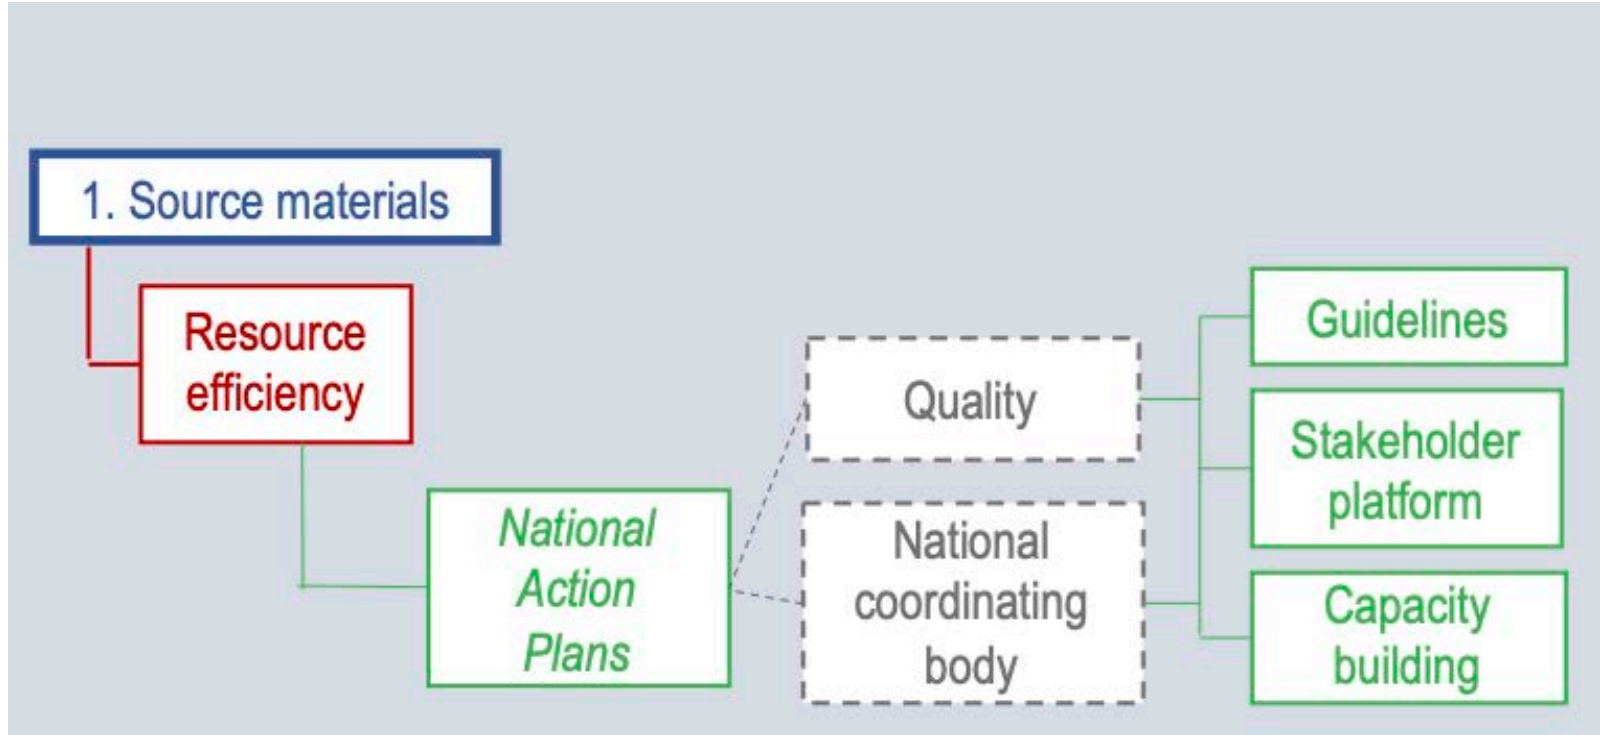 1. Source materials
Resource
efficiency
National
Action
Plans
Quality
National
coordinating
body
Guidelines
Stakeholder
platform
Capacity
building